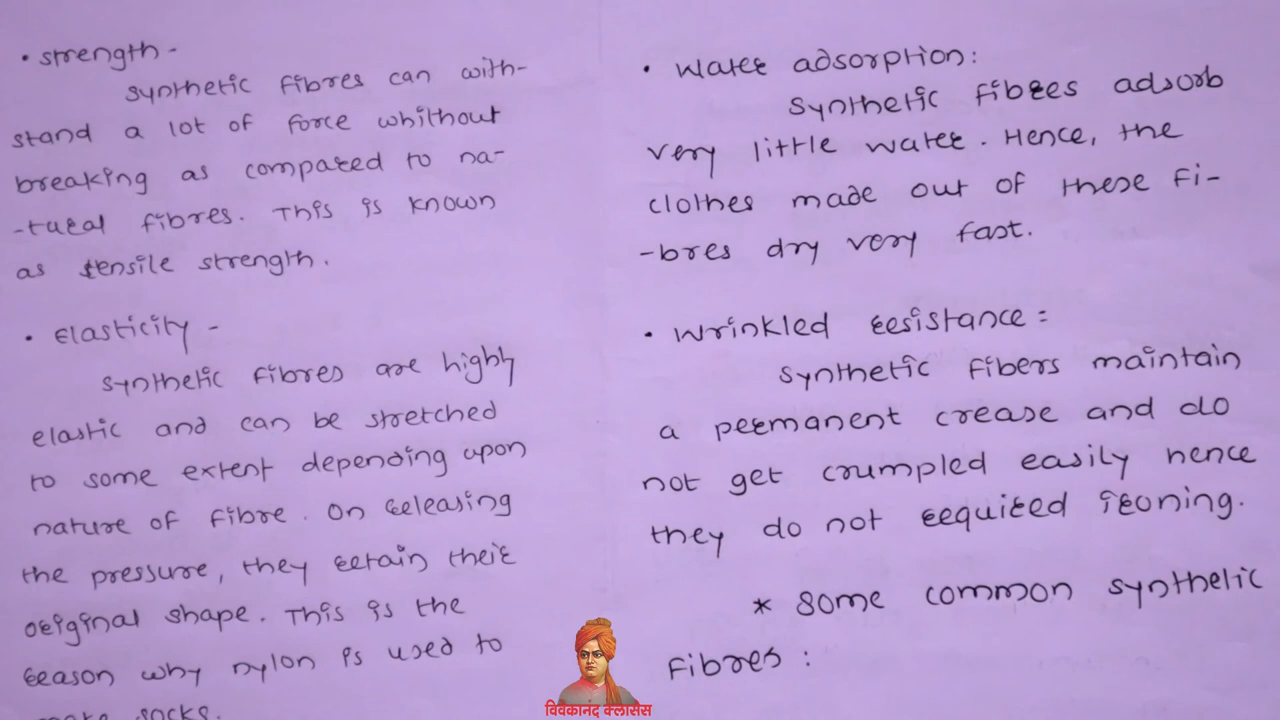 • Strength -
synthetic fibres can with-
stand a lot of force whithout
breaking as compared to na-
-tural fibres. This is known
as tensile strength.
• Elasticity -
synthetic fibres are highly
elastic and can be stretched
to some extent depending upon
nature of fibre. On releasing
the pressure, they retain their
original shape. This is the
reason why nylon is used to
make socks.
• Water adsorption:
Synthetic fibres adsorb
very little water. Hence, the
clothes made out of these fi-
-bres dry very fast.
• Wrinkled resistance:
Synthetic fibers maintain
a permanent crease and do
not get crumpled easily hence
they do not required ironing.
* Some common synthetic
fibres:
विवेकानंद क्लासेस